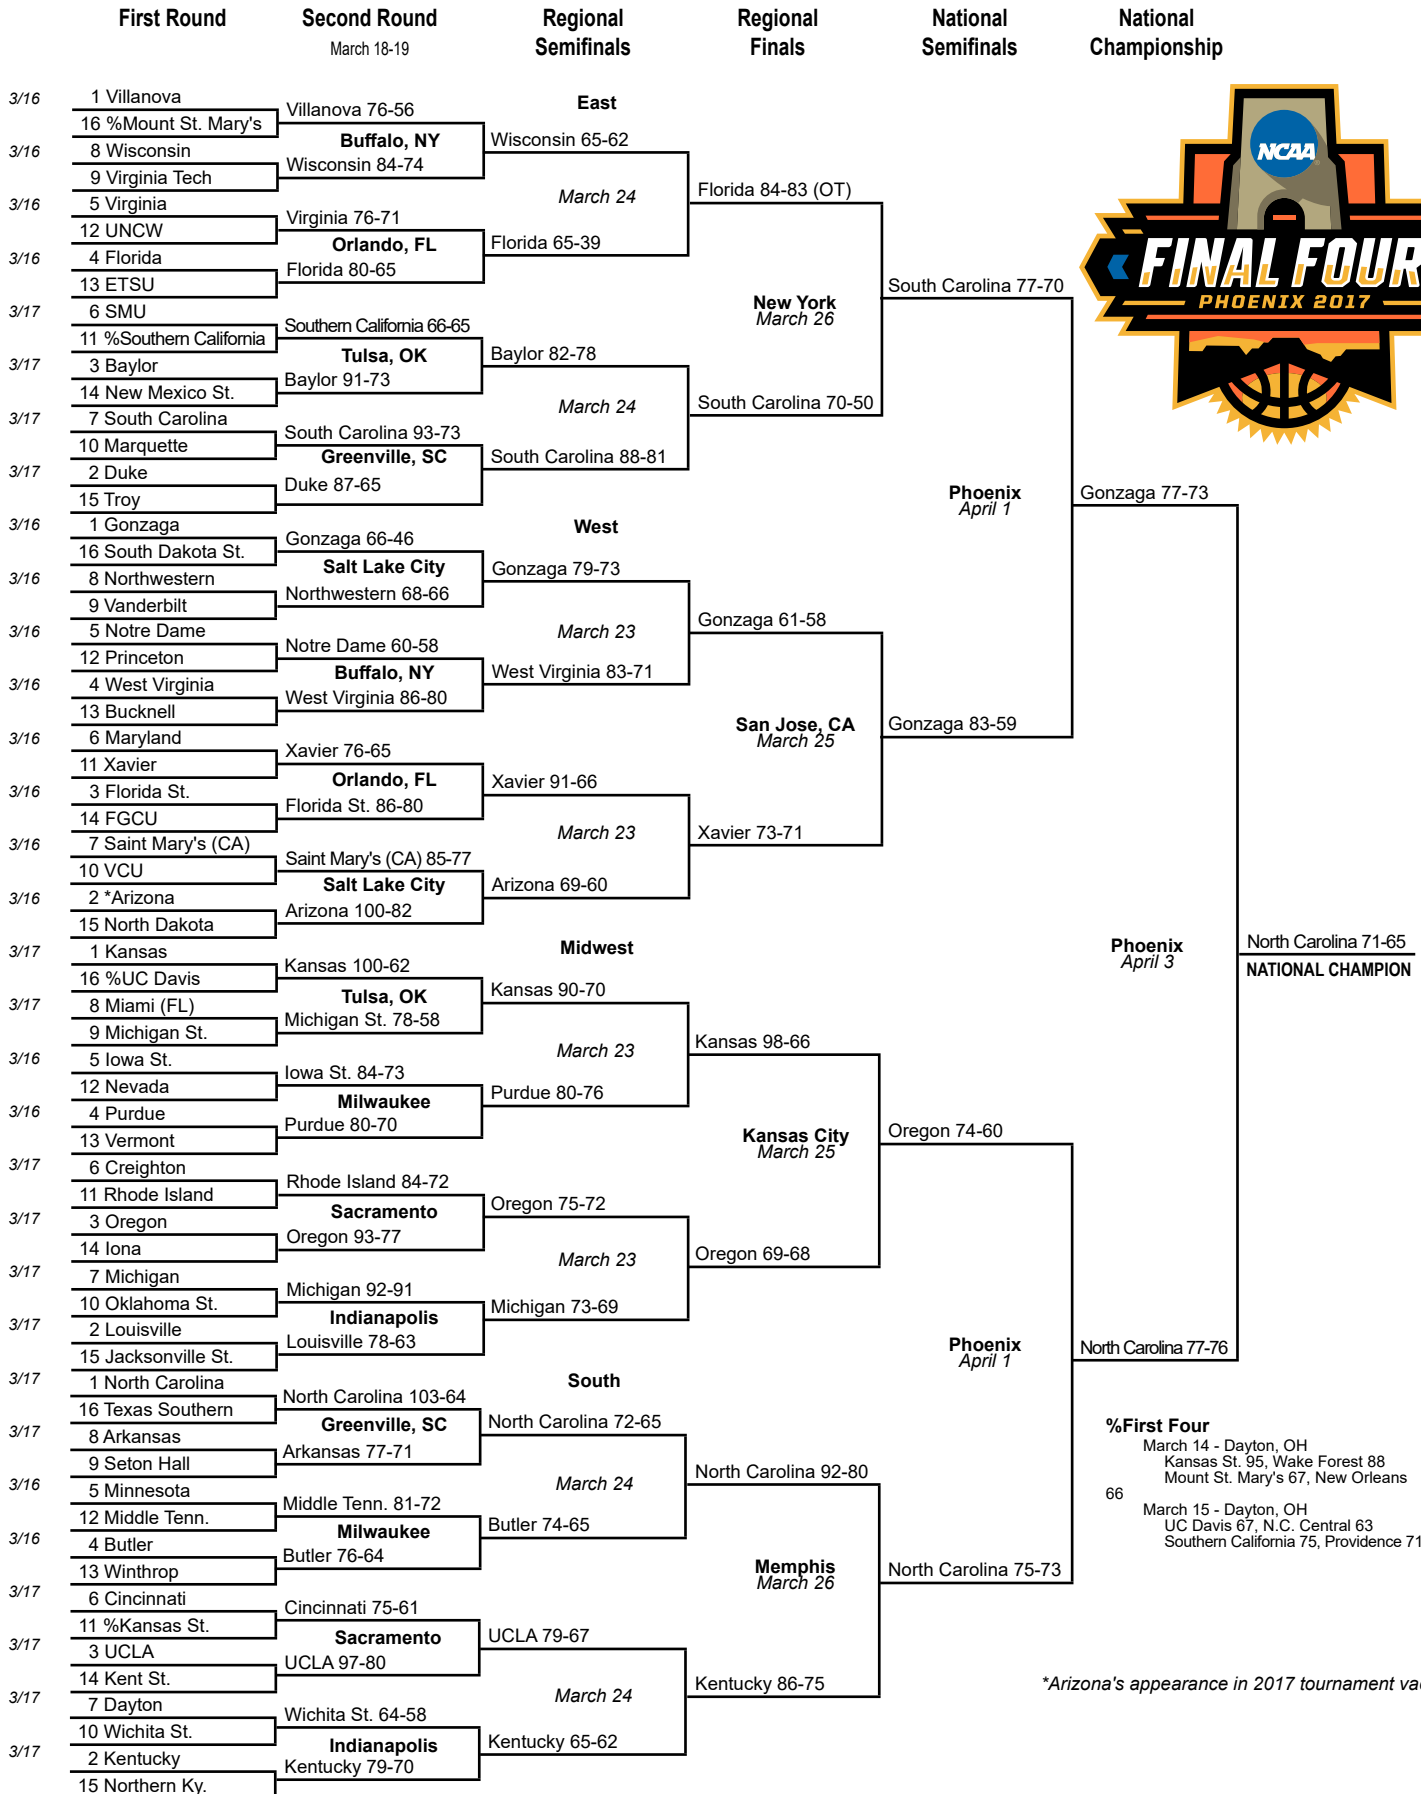 First Round
Second Round
March 18-19
Regional
Semifinals
Regional
Finals
National
Semifinals
National
Championship
NCAA
FINAL FOUR
PHOENIX 2017
East
3/16
1 Villanova
16 %Mount St. Mary's
3/16
8 Wisconsin
9 Virginia Tech
3/16
5 Virginia
12 UNCW
3/16
4 Florida
13 ETSU
3/17
6 SMU
11 %Southern California
3/17
3 Baylor
14 New Mexico St.
3/17
7 South Carolina
10 Marquette
3/17
2 Duke
15 Troy
Villanova 76-56
Buffalo, NY
Wisconsin 84-74
Virginia 76-71
Orlando, FL
Florida 80-65
Southern California 66-65
Tulsa, OK
Baylor 91-73
South Carolina 93-73
Greenville, SC
Duke 87-65
Wisconsin 65-62
March 24
Florida 65-39
Baylor 82-78
March 24
South Carolina 88-81
Florida 84-83 (OT)
New York
March 26
South Carolina 70-50
South Carolina 77-70
West
3/16
1 Gonzaga
16 South Dakota St.
3/16
8 Northwestern
9 Vanderbilt
3/16
5 Notre Dame
12 Princeton
3/16
4 West Virginia
13 Bucknell
3/16
6 Maryland
11 Xavier
3/16
3 Florida St.
14 FGCU
3/16
7 Saint Mary's (CA)
10 VCU
3/16
2 *Arizona
15 North Dakota
Gonzaga 66-46
Salt Lake City
Northwestern 68-66
Notre Dame 60-58
Buffalo, NY
West Virginia 86-80
Xavier 76-65
Orlando, FL
Florida St. 86-80
Saint Mary's (CA) 85-77
Salt Lake City
Arizona 100-82
Gonzaga 79-73
March 23
West Virginia 83-71
Xavier 91-66
March 23
Arizona 69-60
Gonzaga 61-58
San Jose, CA
March 25
Xavier 73-71
Gonzaga 83-59
Phoenix
April 1
Gonzaga 77-73
Midwest
3/17
1 Kansas
16 %UC Davis
3/17
8 Miami (FL)
9 Michigan St.
3/16
5 Iowa St.
12 Nevada
3/16
4 Purdue
13 Vermont
3/17
6 Creighton
11 Rhode Island
3/17
3 Oregon
14 Iona
3/17
7 Michigan
10 Oklahoma St.
3/17
2 Louisville
15 Jacksonville St.
Kansas 100-62
Tulsa, OK
Michigan St. 78-58
Iowa St. 84-73
Milwaukee
Purdue 80-70
Rhode Island 84-72
Sacramento
Oregon 93-77
Michigan 92-91
Indianapolis
Louisville 78-63
Kansas 90-70
March 23
Purdue 80-76
Oregon 75-72
March 23
Michigan 73-69
Kansas 98-66
Kansas City
March 25
Oregon 69-68
Oregon 74-60
South
3/17
1 North Carolina
16 Texas Southern
3/17
8 Arkansas
9 Seton Hall
3/16
5 Minnesota
12 Middle Tenn.
3/16
4 Butler
13 Winthrop
3/17
6 Cincinnati
11 %Kansas St.
3/17
3 UCLA
14 Kent St.
3/17
7 Dayton
10 Wichita St.
3/17
2 Kentucky
15 Northern Ky.
North Carolina 103-64
Greenville, SC
Arkansas 77-71
Middle Tenn. 81-72
Milwaukee
Butler 76-64
Cincinnati 75-61
Sacramento
UCLA 97-80
Wichita St. 64-58
Indianapolis
Kentucky 79-70
North Carolina 72-65
March 24
Butler 74-65
UCLA 79-67
March 24
Kentucky 65-62
North Carolina 92-80
Memphis
March 26
Kentucky 86-75
North Carolina 75-73
Phoenix
April 1
North Carolina 77-76
Phoenix
April 3
North Carolina 71-65
NATIONAL CHAMPION
%First Four
March 14 - Dayton, OH
Kansas St. 95, Wake Forest 88
Mount St. Mary's 67, New Orleans
66
March 15 - Dayton, OH
UC Davis 67, N.C. Central 63
Southern California 75, Providence 71
*Arizona's appearance in 2017 tournament